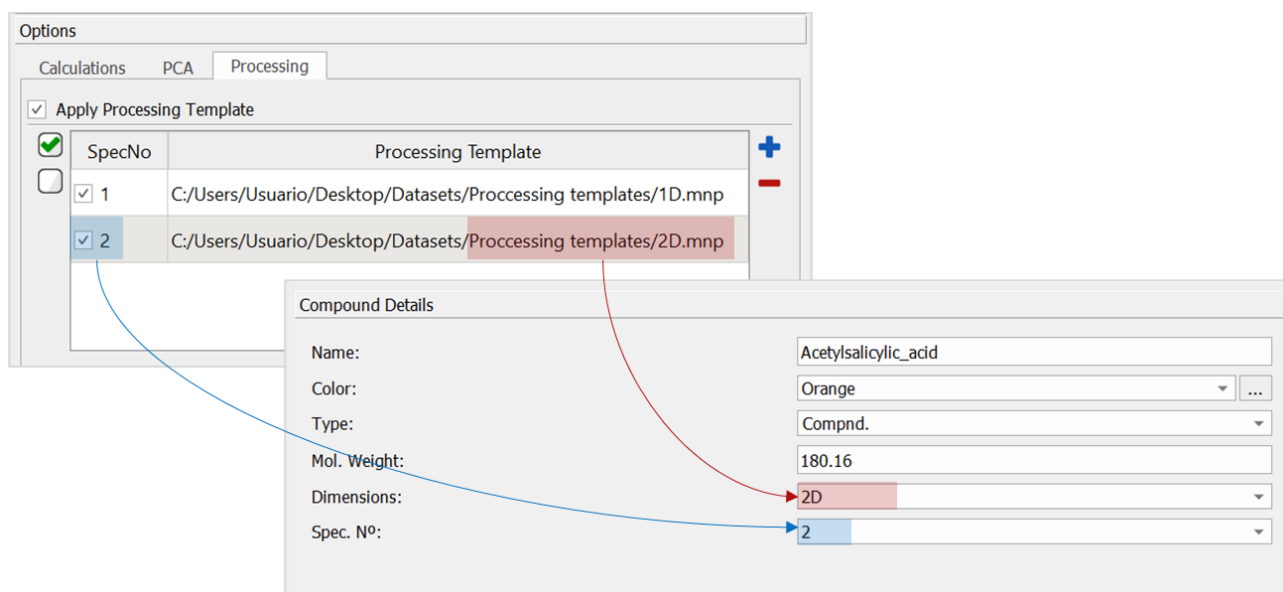 Options
Calculations PCA Processing
Apply Processing Template
SpecNo Processing Template
1 C:/Users/Usuario/Desktop/Datasets/Proccessing templates/1D.mnp
2 C:/Users/Usuario/Desktop/Datasets/Proccessing templates/2D.mnp
Compound Details
Name: Acetylsalicylic_acid
Color: Orange ...
Type: Compnd.
Mol. Weight: 180.16
Dimensions: 2D
Spec. Nº: 2